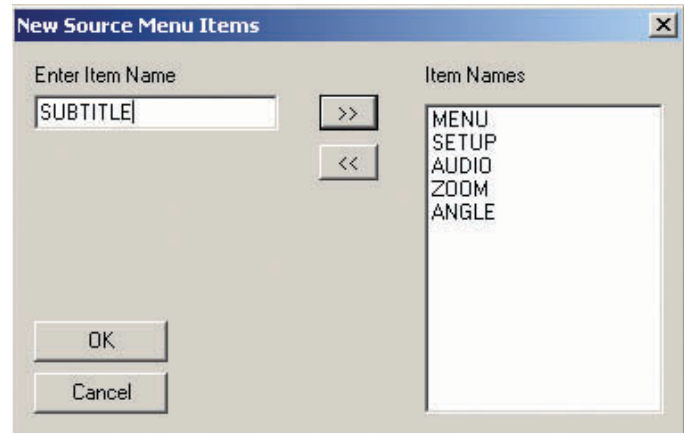 New Source Menu Items
Enter Item Name
SUBTITLE
>>
<<
Item Names
MENU
SETUP
AUDIO
ZOOM
ANGLE
OK
Cancel